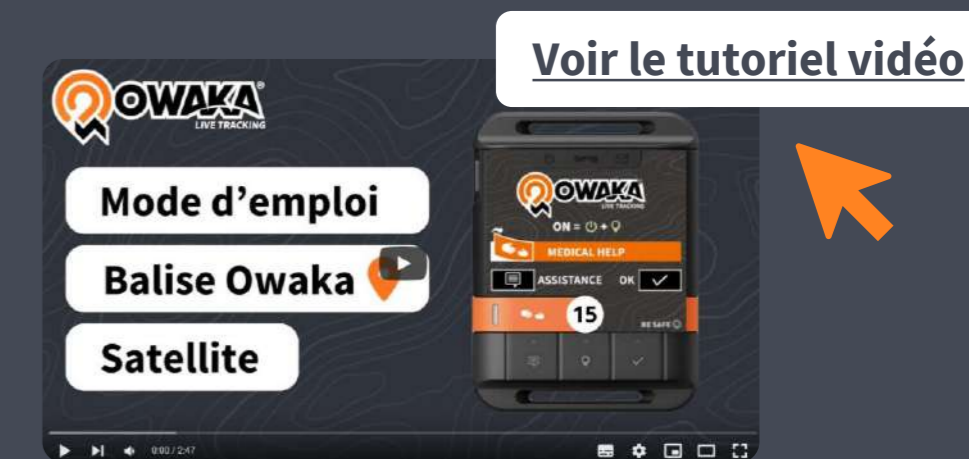 Voir le tutoriel vidéo
OWAKA
LIVE TRACKING
Mode d'emploi
Balise Owaka
Satellite
OWAKA
LIVE TRACKING
ON = +
MEDICAL HELP
ASSISTANCE OK
15
BE SAFE
0:00 / 2:47